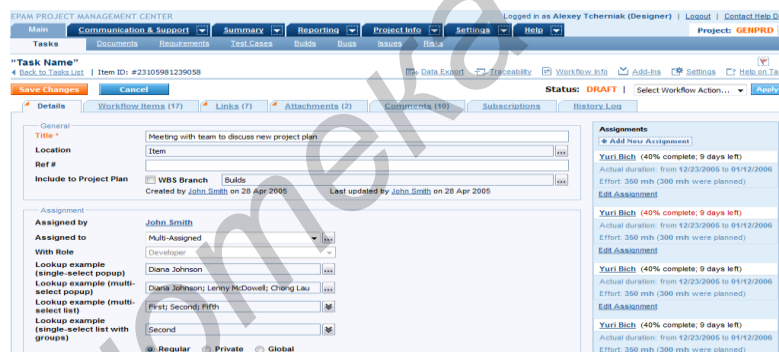 EPAM PROJECT MANAGEMENT CENTER
Logged in as Alexey Tcherniak (Designer) | Logout | Contact Help D
Main Communication & Support Summary Reporting Project Info Settings Help Project: GENPRD
Tasks Documents Requirements Test Cases Builds Bugs Issues Risks
"Task Name"
Back to Tasks List | Item ID: #23105981239058 Data Export Traceability Workflow Info Add-Ins Settings Help on Ta
Save Changes Cancel Status: DRAFT | Select Workflow Action... Apply
Details Workflow Items (17) Links (7) Attachments (2) Comments (10) Subscriptions History Log
General
Title * Meeting with team to discuss new project plan
Location Item ...
Ref #
Include to Project Plan WBS Branch Builds ...
Created by John Smith on 28 Apr 2005 Last updated by John Smith on 28 Apr 2005
Assignment
Assigned by John Smith
Assigned to Multi-Assigned ...
With Role Developer
Lookup example (single-select popup) Diana Johnson ...
Lookup example (multi-select popup) Diana Johnson; Lenny McDowell; Chong Lau ...
Lookup example (multi-select list) First; Second; Fifth
Lookup example (single-select list with groups) Second
Regular Private Global
Assignments
Add New Assignment
Yuri Bich (40% complete; 9 days left)
Actual duration: from 12/23/2005 to 01/12/2006
Effort: 350 mh (300 mh were planned)
Edit Assignment
Yuri Bich (40% complete; 9 days left)
Actual duration: from 12/23/2005 to 01/12/2006
Effort: 350 mh (300 mh were planned)
Edit Assignment
Yuri Bich (40% complete; 9 days left)
Actual duration: from 12/23/2005 to 01/12/2006
Effort: 350 mh (300 mh were planned)
Edit Assignment
Yuri Bich (40% complete; 9 days left)
Actual duration: from 12/23/2005 to 01/12/2006
Effort: 350 mh (300 mh were planned)